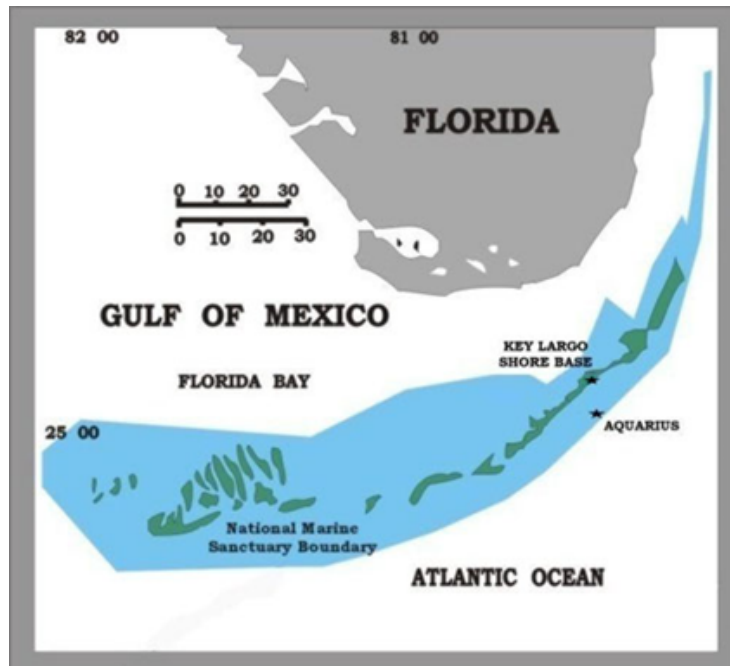 82 00
81 00
FLORIDA
0 10 20 30
0 10 20 30
GULF OF MEXICO
KEY LARGO
SHORE BASE
FLORIDA BAY
AQUARIUS
25 00
National Marine
Sanctuary Boundary
ATLANTIC OCEAN